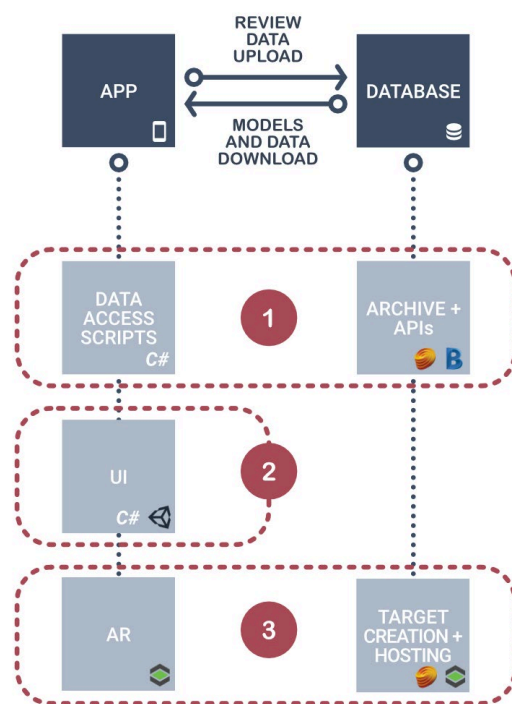 REVIEW
DATA
UPLOAD
APP
DATABASE
MODELS
AND DATA
DOWNLOAD
DATA
ACCESS
SCRIPTS
C#
1
ARCHIVE +
APIs
B
UI
C#
2
AR
3
TARGET
CREATION +
HOSTING